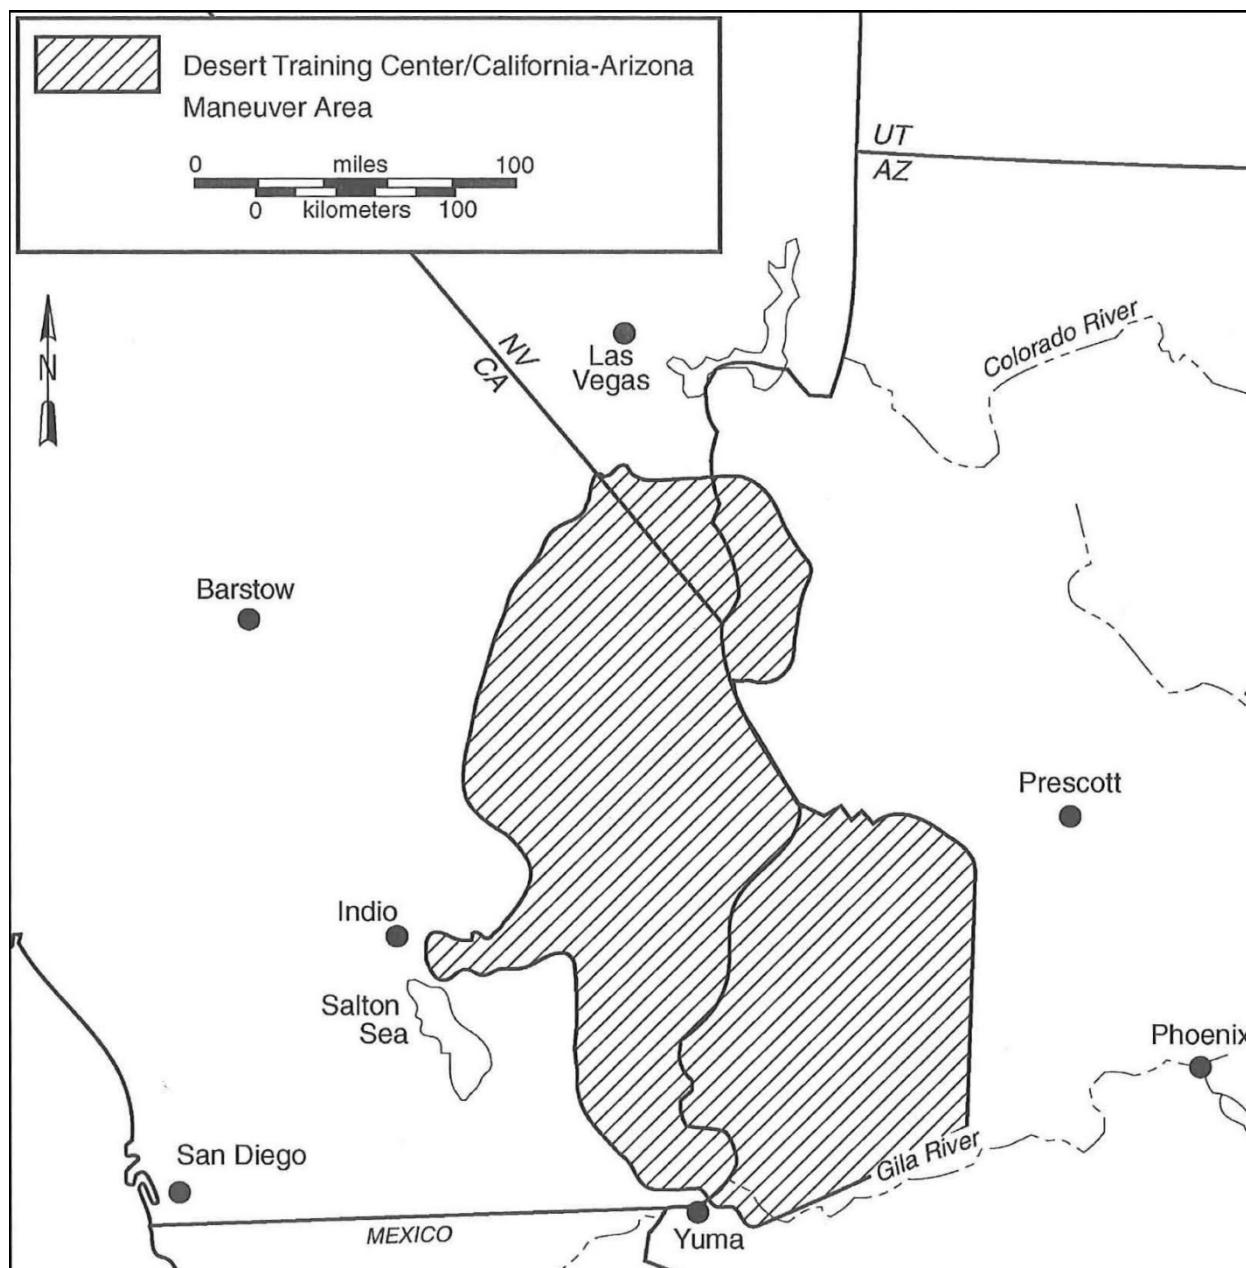 Desert Training Center/California-Arizona
Maneuver Area
0 miles 100
0 kilometers 100
UT
AZ
N
NV
CA
Las
Vegas
Colorado River
Barstow
Prescott
Indio
Salton
Sea
Phoenix
San Diego
Gila River
MEXICO
Yuma